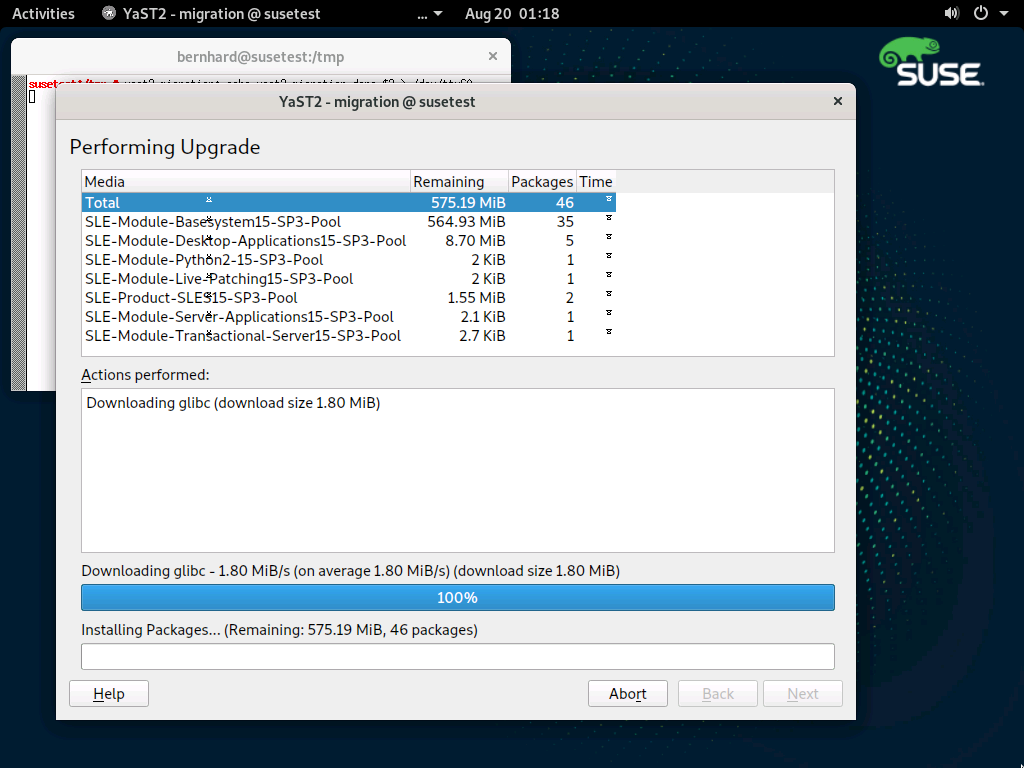 Activities YaST2 - migration @ susetest ... Aug 20 01:18
bernhard@susetest:/tmp
SUSE
YaST2 - migration @ susetest
Performing Upgrade
Media Remaining Packages Time
Total 575.19 MiB 46
SLE-Module-Basesystem15-SP3-Pool 564.93 MiB 35
SLE-Module-Desktop-Applications15-SP3-Pool 8.70 MiB 5
SLE-Module-Python2-15-SP3-Pool 2 KiB 1
SLE-Module-Live-Patching15-SP3-Pool 2 KiB 1
SLE-Product-SLES15-SP3-Pool 1.55 MiB 2
SLE-Module-Server-Applications15-SP3-Pool 2.1 KiB 1
SLE-Module-Transactional-Server15-SP3-Pool 2.7 KiB 1
Actions performed:
Downloading glibc (download size 1.80 MiB)
Downloading glibc - 1.80 MiB/s (on average 1.80 MiB/s) (download size 1.80 MiB)
100%
Installing Packages... (Remaining: 575.19 MiB, 46 packages)
Help Abort Back Next